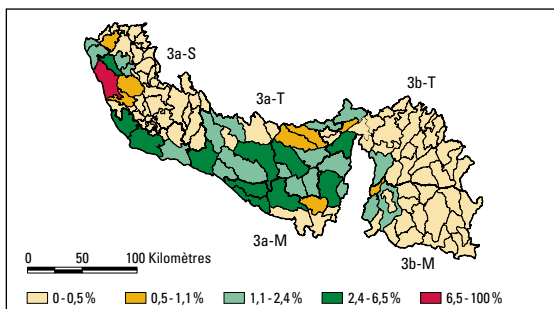 3a-S
3a-T
3b-T
3a-M
3b-M
0 50 100 Kilomètres
0 - 0,5 % 0,5 - 1,1 % 1,1 - 2,4 % 2,4 - 6,5 % 6,5 - 100 %